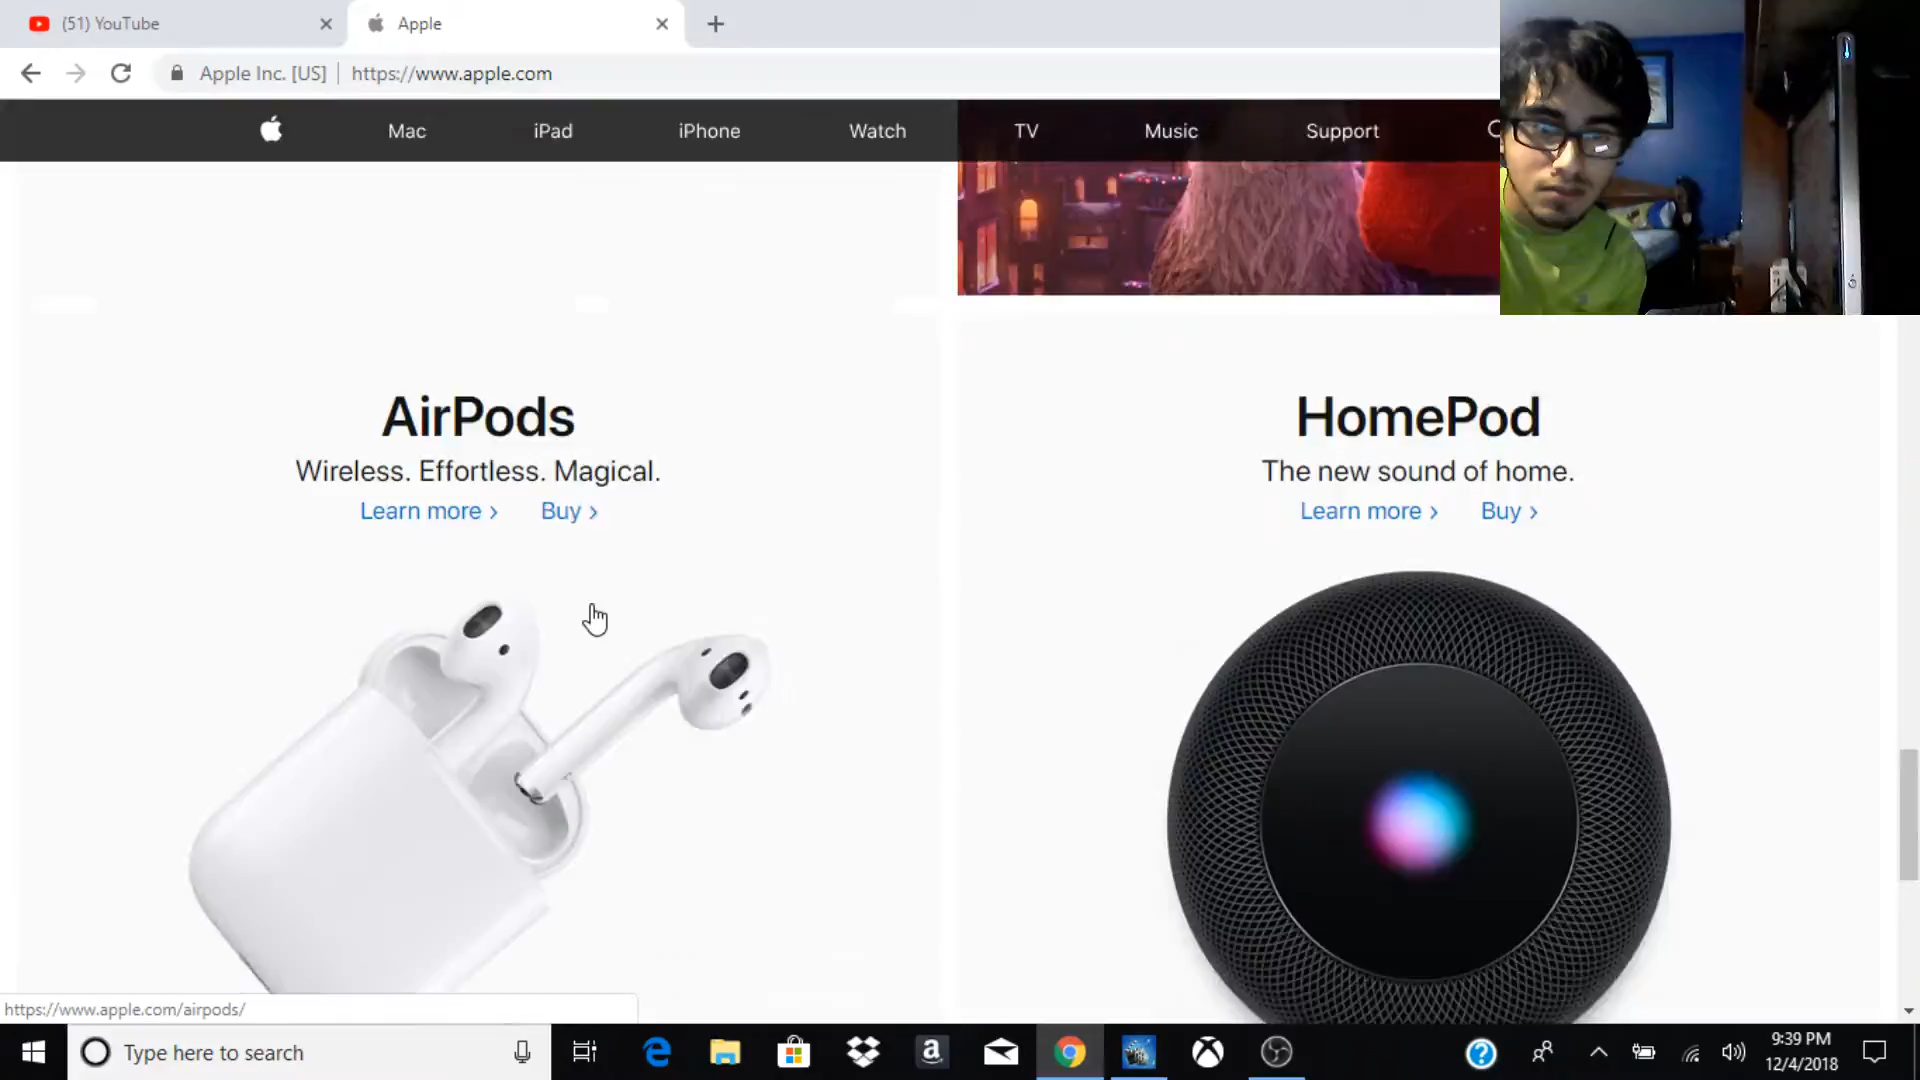 (51) YouTube
Apple
Apple Inc. [US]
https://www.apple.com
Mac
iPad
iPhone
Watch
TV
Music
Support
AirPods
Wireless. Effortless. Magical.
Learn more ›
Buy ›
HomePod
The new sound of home.
Learn more ›
Buy ›
https://www.apple.com/airpods/
Type here to search
9:39 PM
12/4/2018